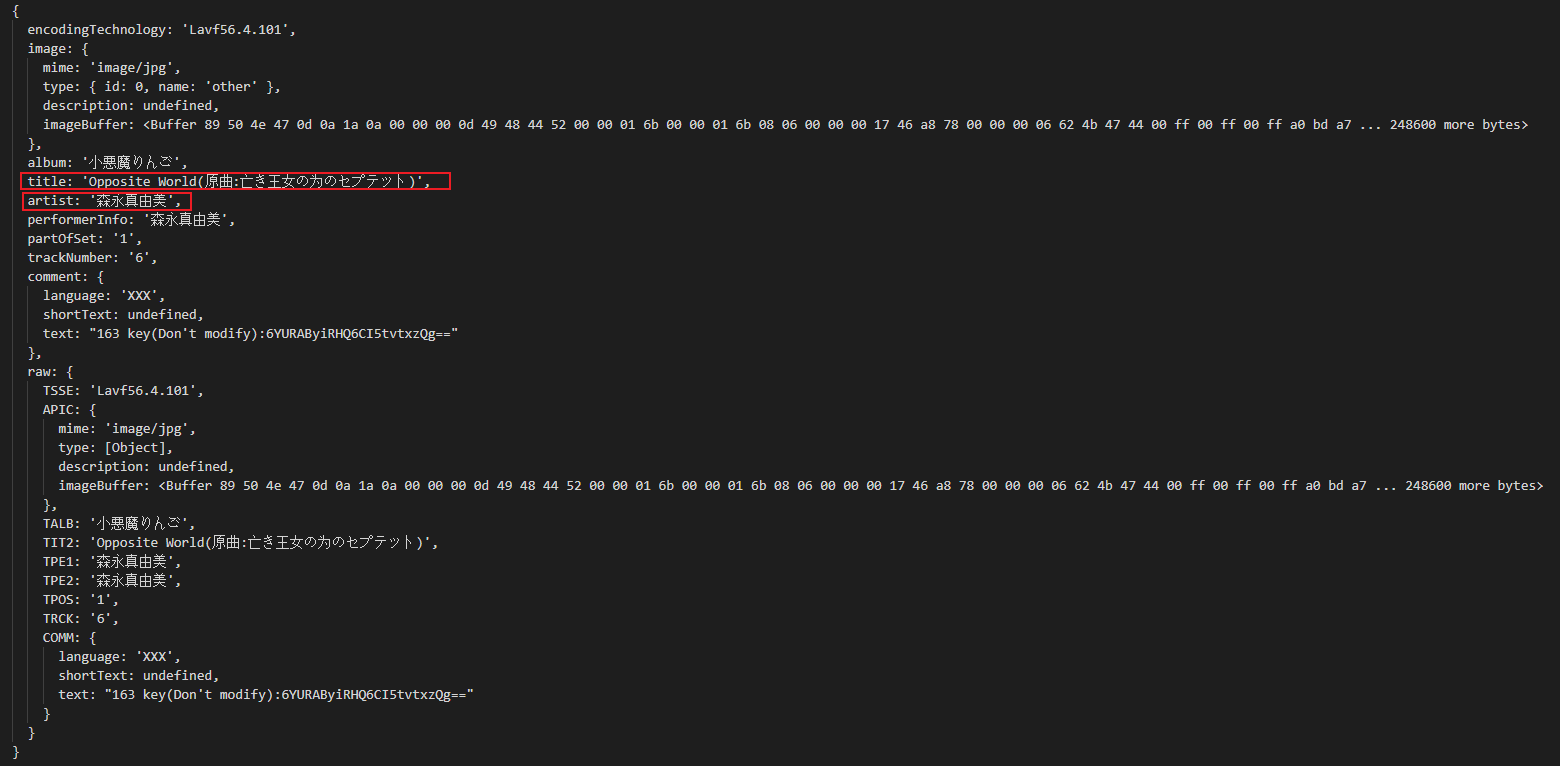 {
encodingTechnology: 'Lavf56.4.101',
image: {
mime: 'image/jpg',
type: { id: 0, name: 'other' },
description: undefined,
imageBuffer: <Buffer 89 50 4e 47 0d 0a 1a 0a 00 00 00 0d 49 48 44 52 00 00 01 6b 00 00 01 6b 08 06 00 00 00 17 46 a8 78 00 00 00 06 62 4b 47 44 00 ff 00 ff 00 ff a0 bd a7 ... 248600 more bytes>
},
album: '小悪魔りんご',
title: 'Opposite World(原曲:亡き王女の为のセプテット)',
artist: '森永真由美',
performerInfo: '森永真由美',
partOfSet: '1',
trackNumber: '6',
comment: {
language: 'XXX',
shortText: undefined,
text: "163 key(Don't modify):6YURAByiRHQ6CI5tvtxzQg=="
},
raw: {
TSSE: 'Lavf56.4.101',
APIC: {
mime: 'image/jpg',
type: [Object],
description: undefined,
imageBuffer: <Buffer 89 50 4e 47 0d 0a 1a 0a 00 00 00 0d 49 48 44 52 00 00 01 6b 00 00 01 6b 08 06 00 00 00 17 46 a8 78 00 00 00 06 62 4b 47 44 00 ff 00 ff 00 ff a0 bd a7 ... 248600 more bytes>
},
TALB: '小悪魔りんご',
TIT2: 'Opposite World(原曲:亡き王女の为のセプテット)',
TPE1: '森永真由美',
TPE2: '森永真由美',
TPOS: '1',
TRCK: '6',
COMM: {
language: 'XXX',
shortText: undefined,
text: "163 key(Don't modify):6YURAByiRHQ6CI5tvtxzQg=="
}
}
}